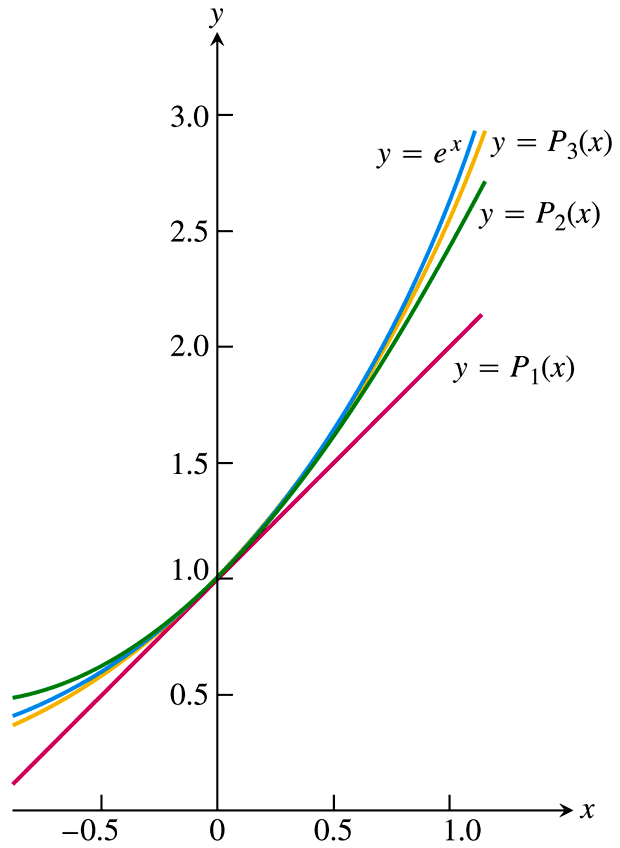 y
3.0
y = eˣ
y = P₃(x)
2.5
y = P₂(x)
2.0
y = P₁(x)
1.5
1.0
0.5
x
−0.5
0
0.5
1.0